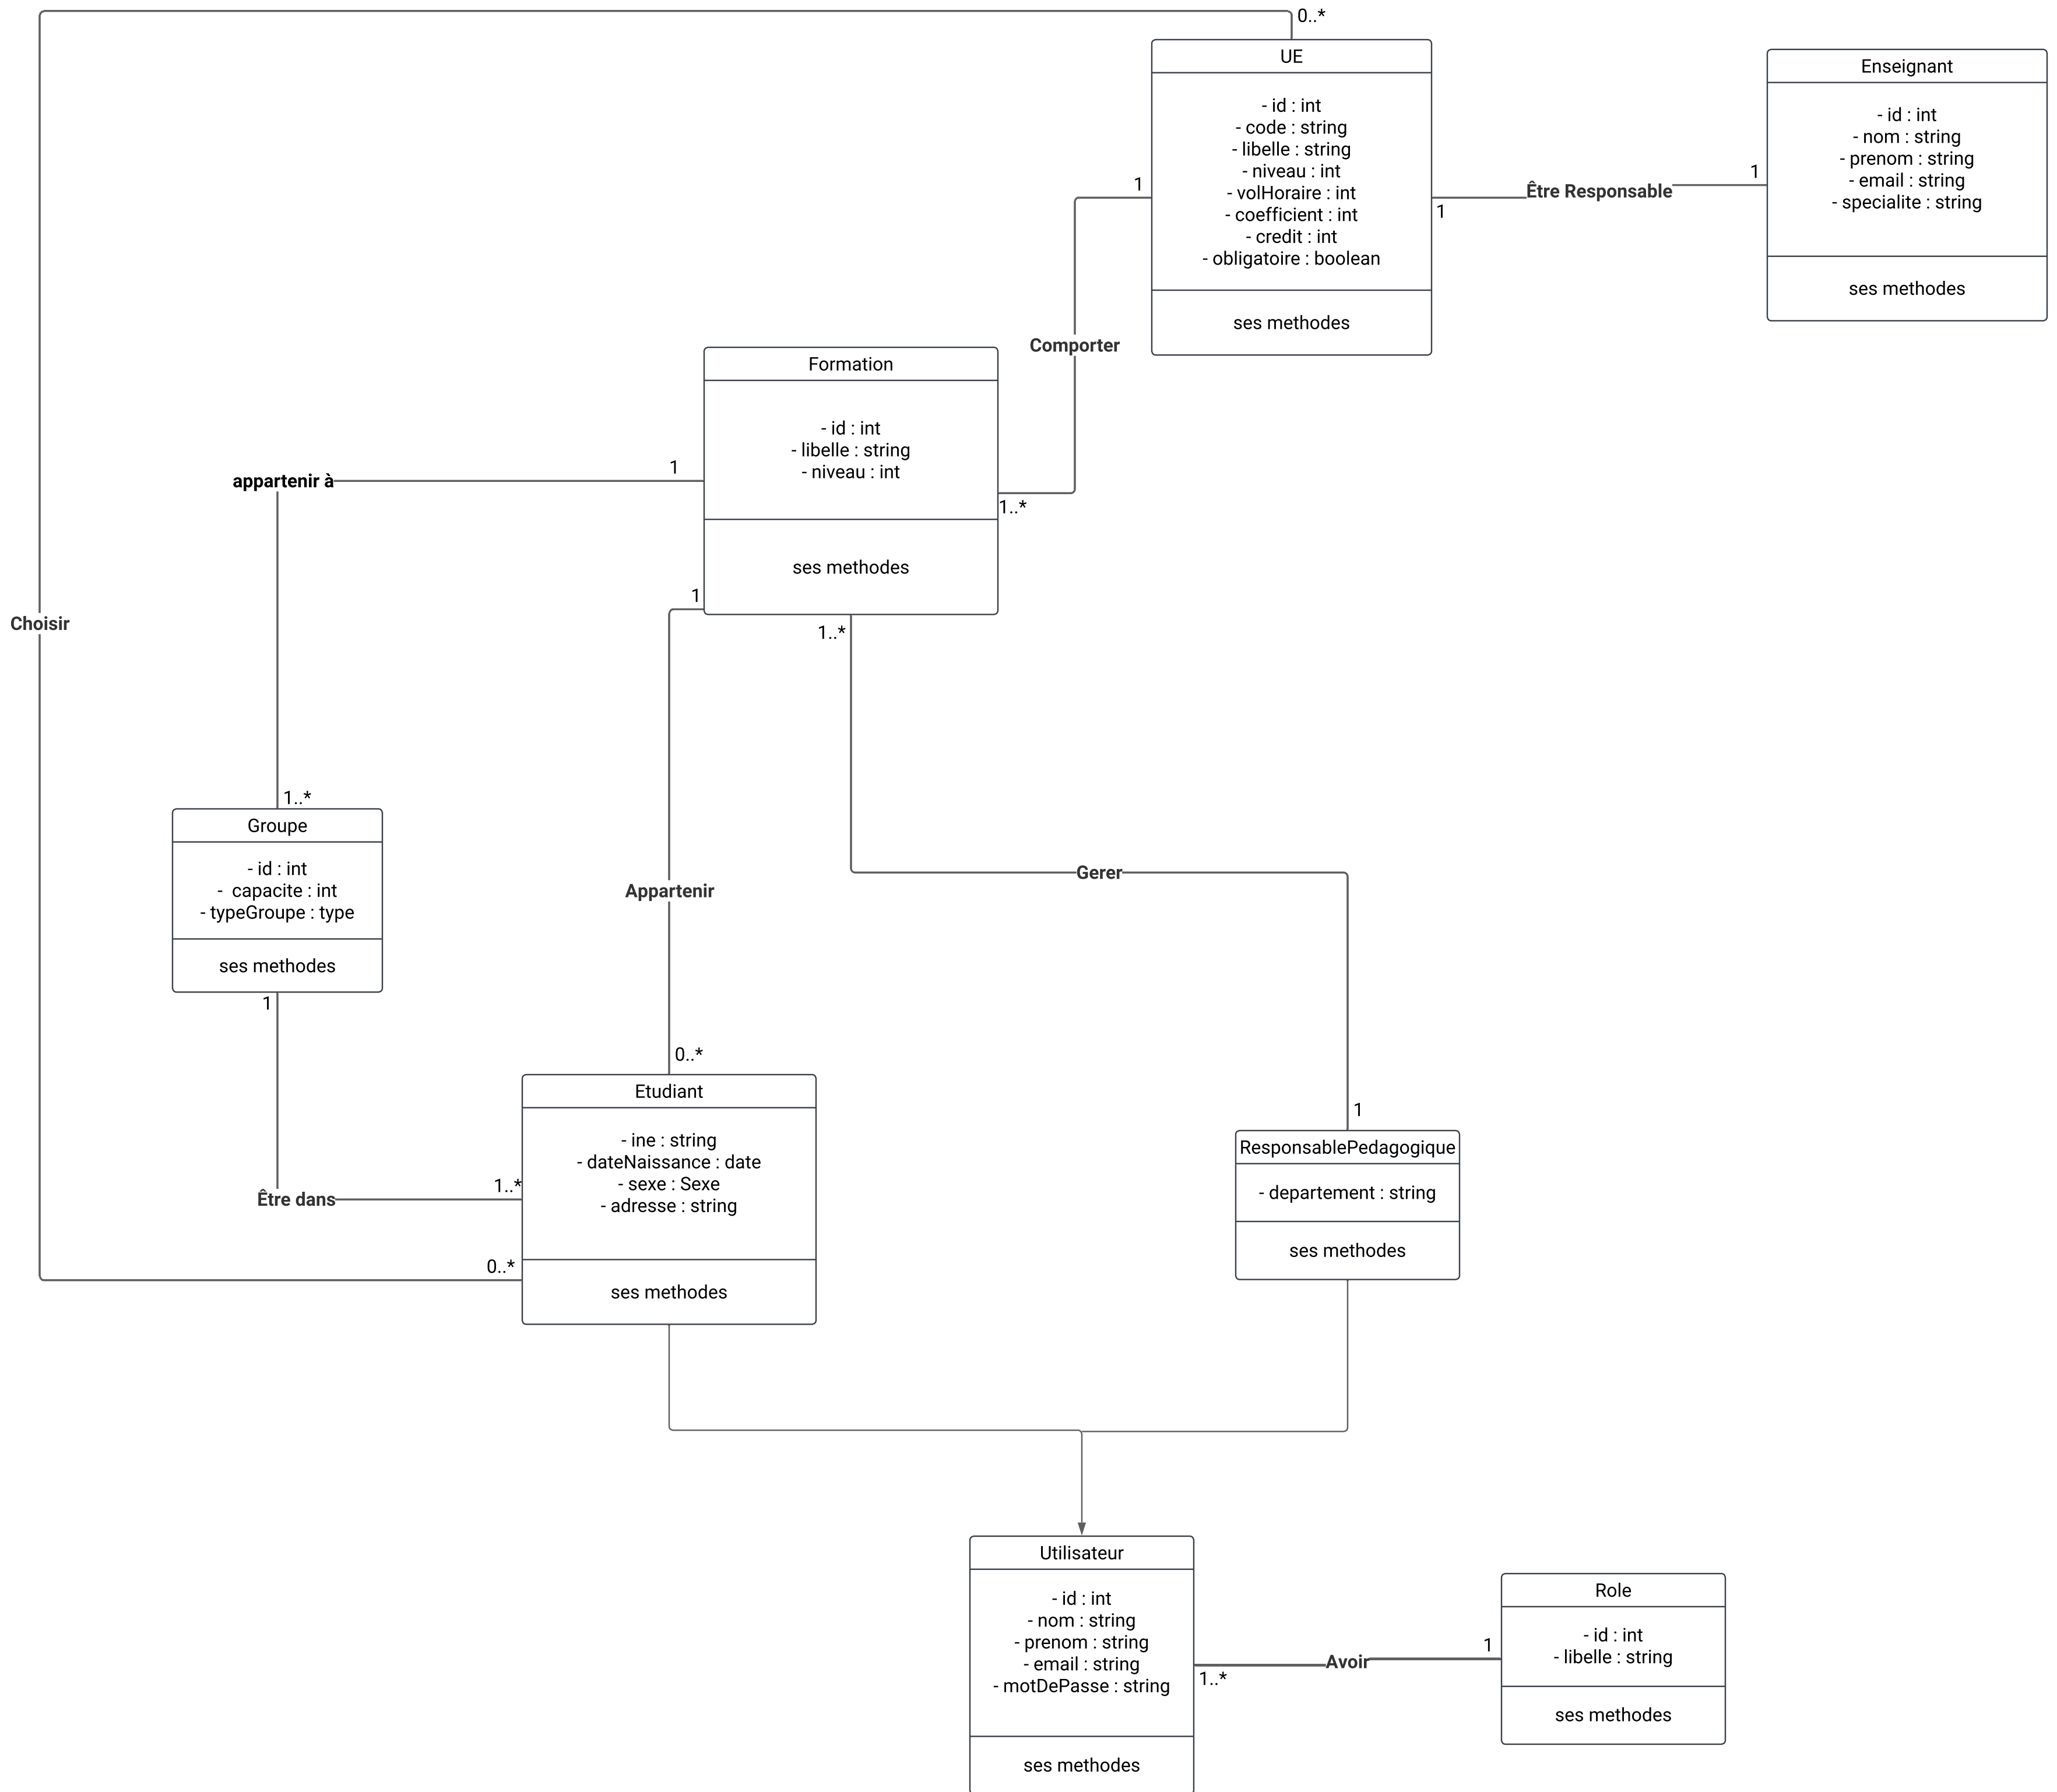 0..*
UE
- id : int
- code : string
- libelle : string
- niveau : int
- volHoraire : int
- coefficient : int
- credit : int
- obligatoire : boolean
ses methodes
Enseignant
- id : int
- nom : string
- prenom : string
- email : string
- specialite : string
ses methodes
1
Être Responsable
1
1
Comporter
1..*
Formation
- id : int
- libelle : string
- niveau : int
ses methodes
1
appartenir à
1..*
Choisir
1
1..*
Groupe
- id : int
- capacite : int
- typeGroupe : type
ses methodes
1
Appartenir
Gerer
0..*
1
Être dans
1..*
0..*
Etudiant
- ine : string
- dateNaissance : date
- sexe : Sexe
- adresse : string
ses methodes
ResponsablePedagogique
- departement : string
ses methodes
Utilisateur
- id : int
- nom : string
- prenom : string
- email : string
- motDePasse : string
ses methodes
1..*
Avoir
1
Role
- id : int
- libelle : string
ses methodes